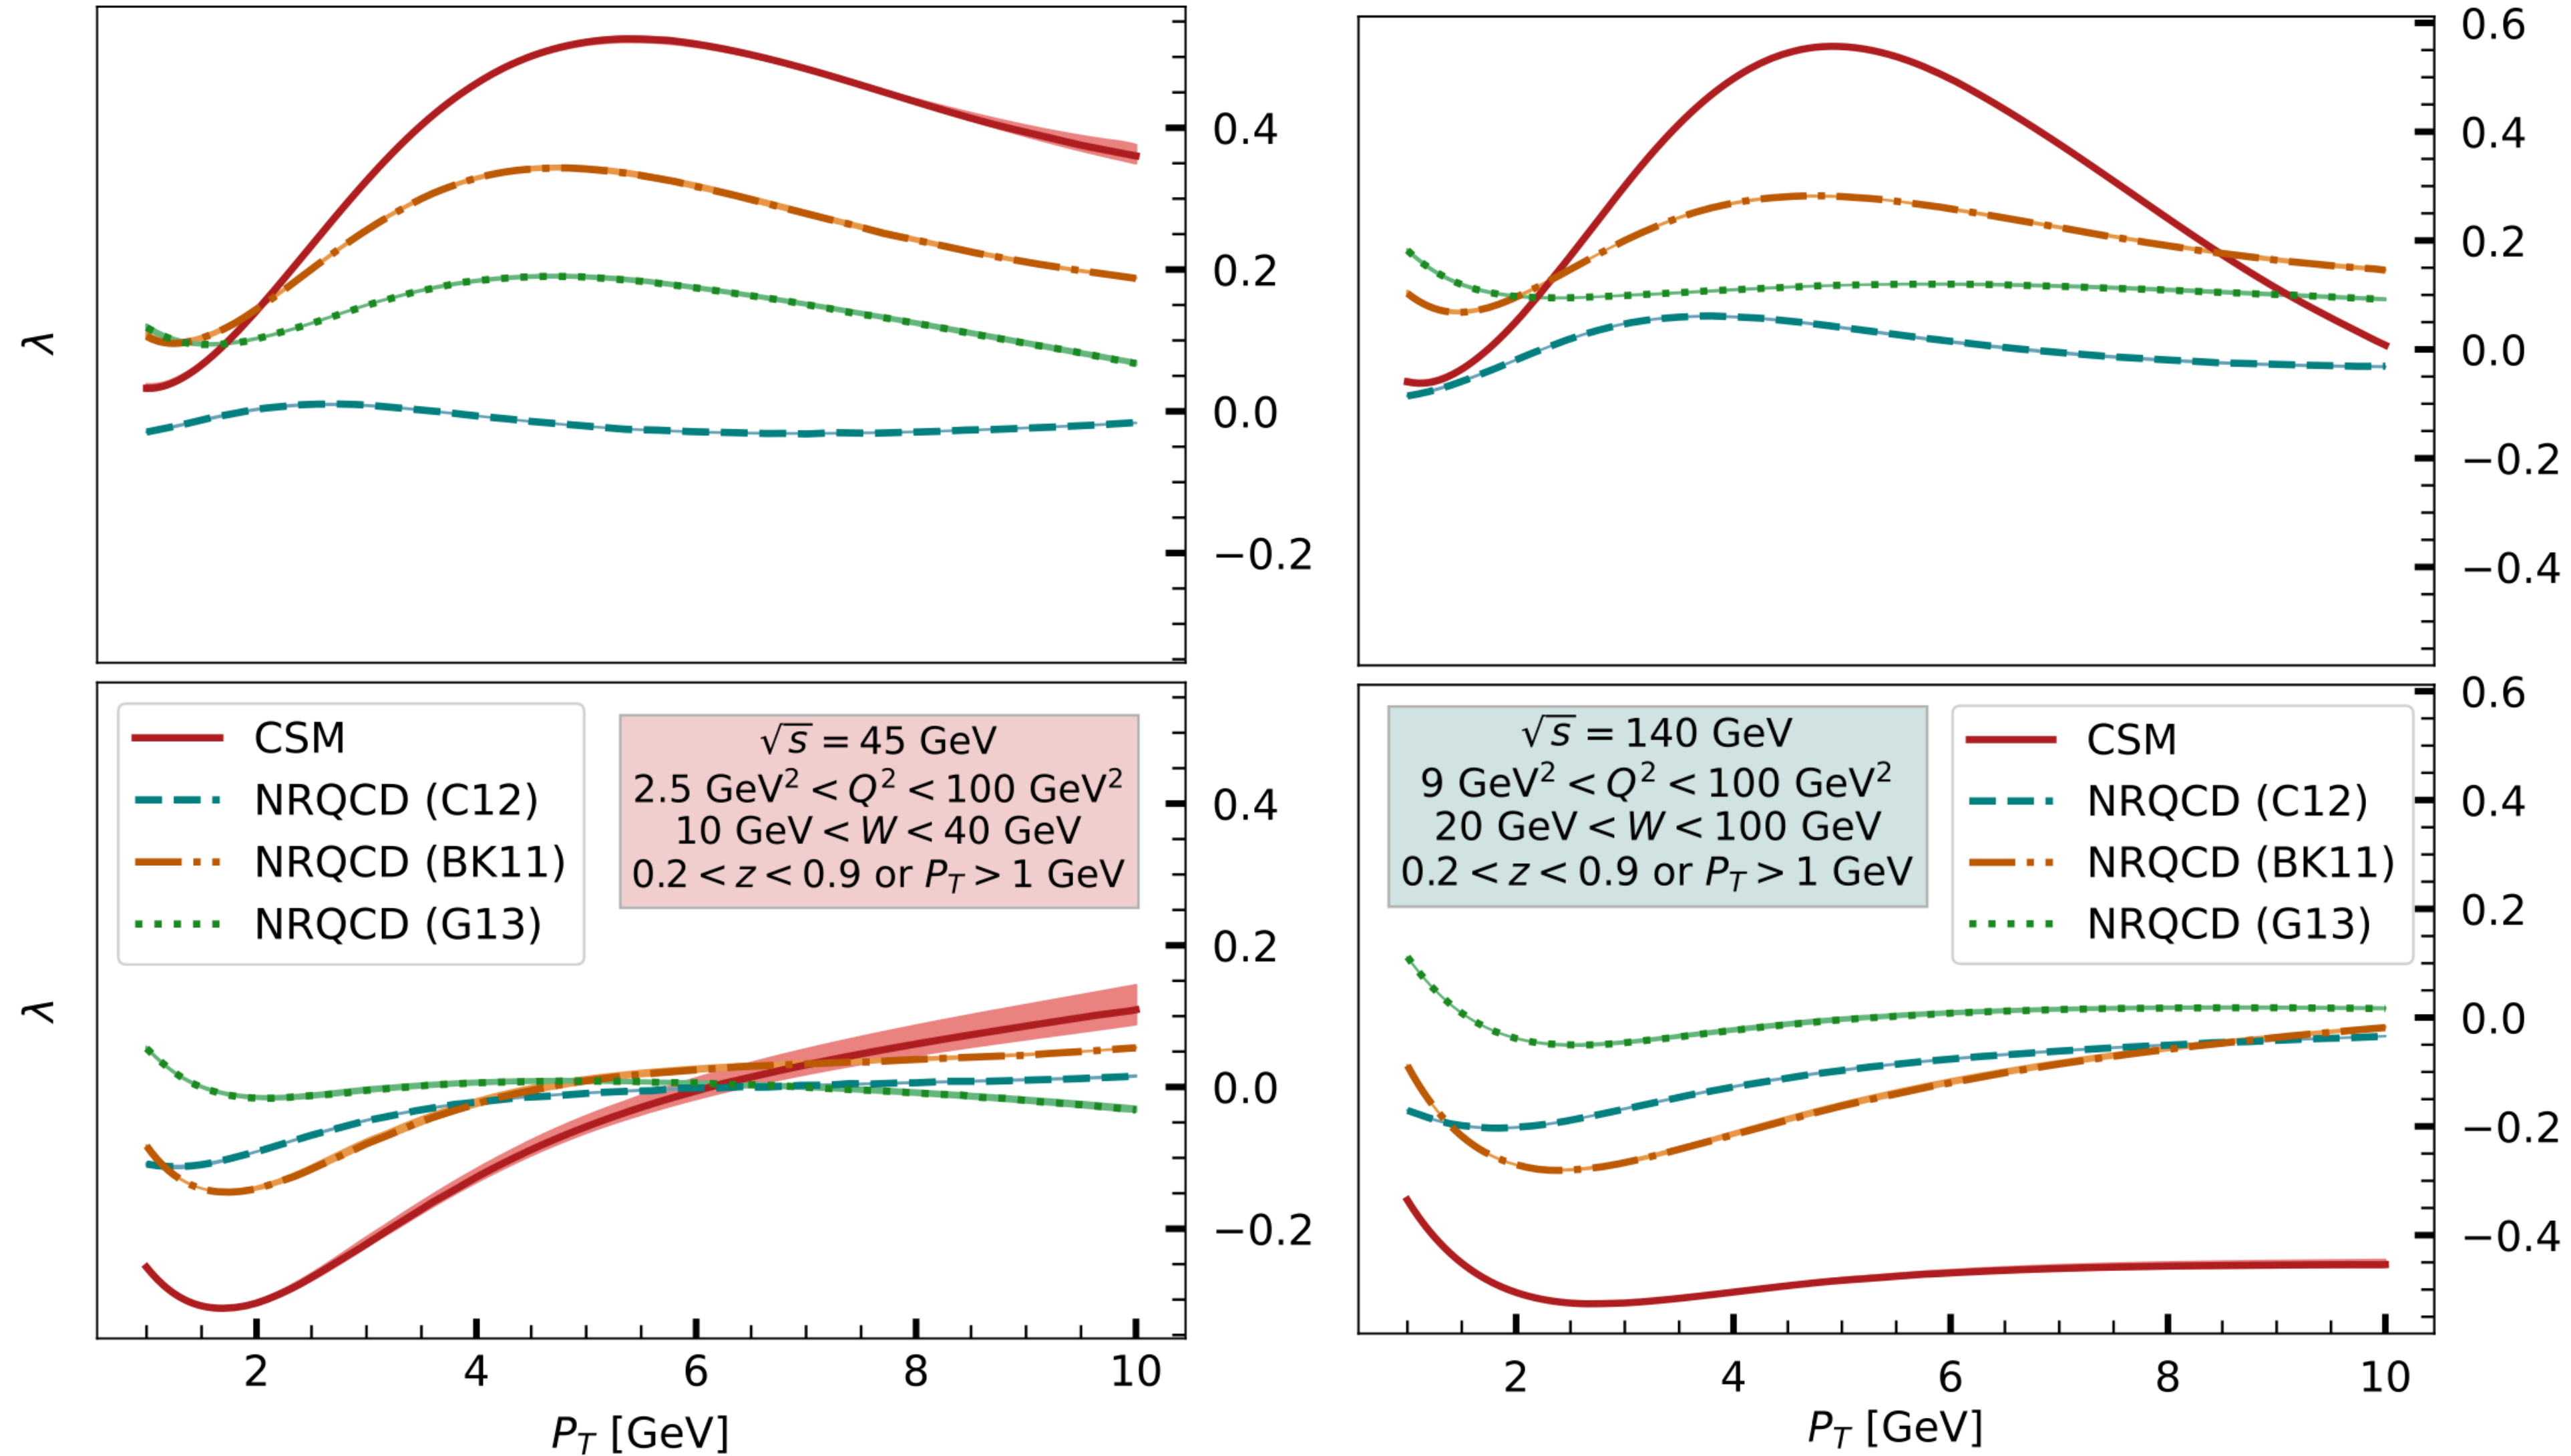 λ
0.4
0.2
0.0
−0.2
0.6
0.4
0.2
0.0
−0.2
−0.4
λ
CSM
NRQCD (C12)
NRQCD (BK11)
NRQCD (G13)
√s = 45 GeV
2.5 GeV² < Q² < 100 GeV²
10 GeV < W < 40 GeV
0.2 < z < 0.9 or P_T > 1 GeV
0.4
0.2
0.0
−0.2
2 4 6 8 10
P_T [GeV]
√s = 140 GeV
9 GeV² < Q² < 100 GeV²
20 GeV < W < 100 GeV
0.2 < z < 0.9 or P_T > 1 GeV
CSM
NRQCD (C12)
NRQCD (BK11)
NRQCD (G13)
0.6
0.4
0.2
0.0
−0.2
−0.4
2 4 6 8 10
P_T [GeV]